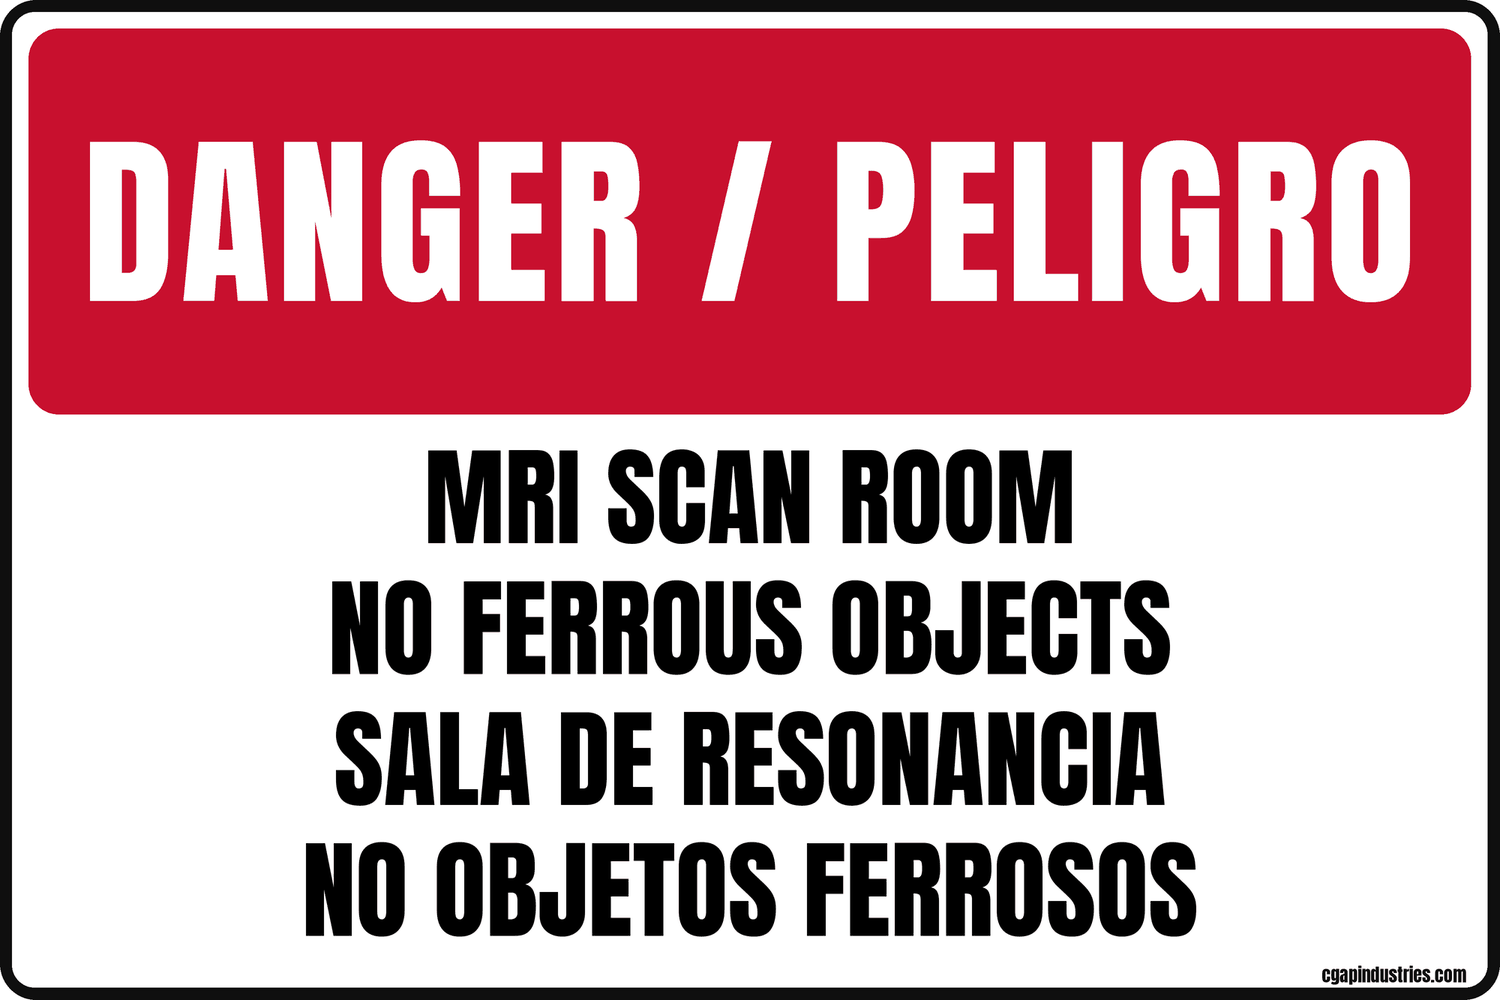 DANGER / PELIGRO
MRI SCAN ROOM
NO FERROUS OBJECTS
SALA DE RESONANCIA
NO OBJETOS FERROSOS
cgapindustries.com